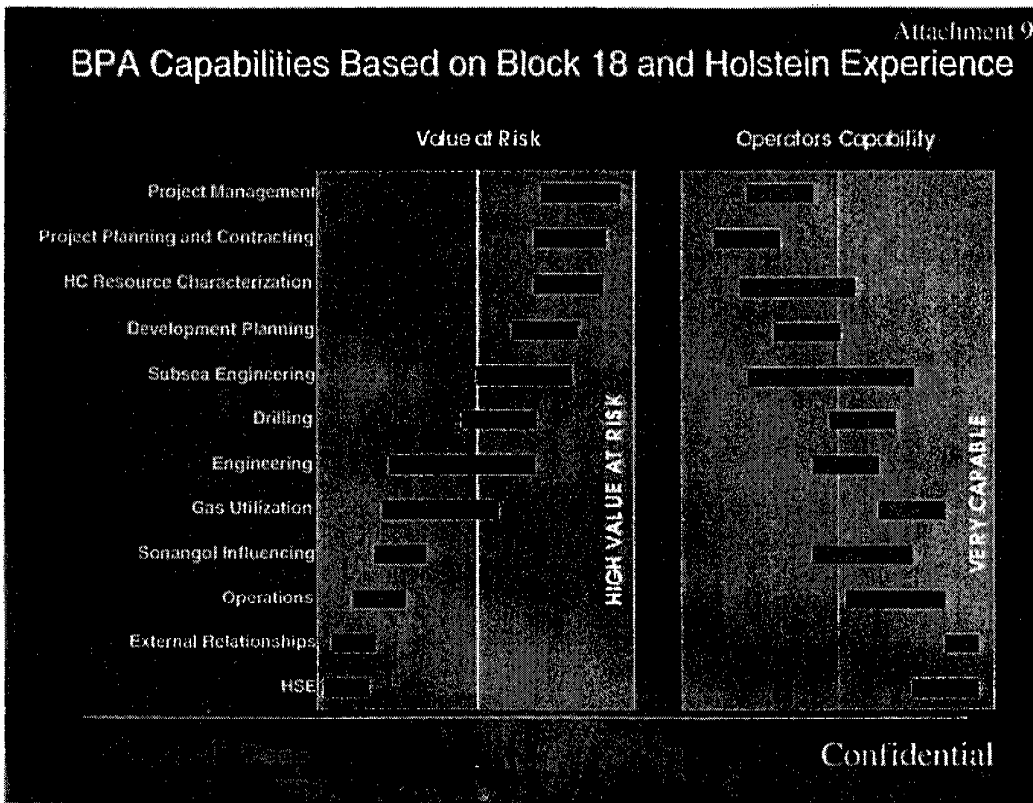 Attachment 9
BPA Capabilities Based on Block 18 and Holstein Experience
Value at Risk
Operators Capability
Project Management
Project Planning and Contracting
HC Resource Characterization
Development Planning
Subsea Engineering
Drilling
Engineering
Gas Utilization
Sonangol Influencing
Operations
External Relationships
HSE
HIGH VALUE AT RISK
VERY CAPABLE
Confidential